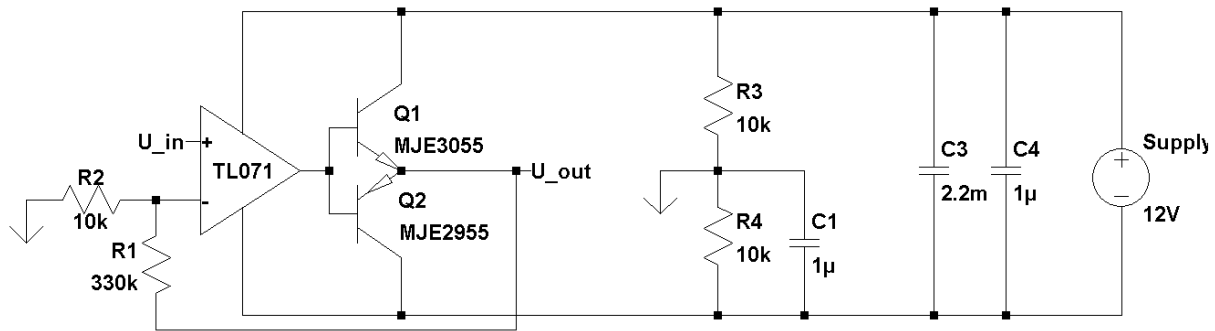 U_in
+
-
TL071
R2
10k
R1
330k
Q1
MJE3055
Q2
MJE2955
U_out
R3
10k
R4
10k
C1
1µ
C3
2.2m
C4
1µ
Supply
+
−
12V